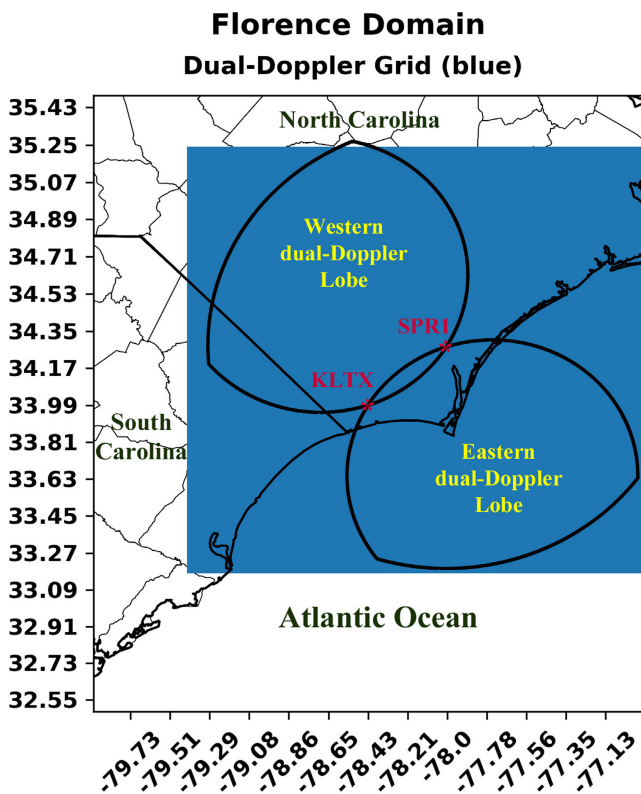 Florence Domain
Dual-Doppler Grid (blue)
35.43
35.25
35.07
34.89
34.71
34.53
34.35
34.17
33.99
33.81
33.63
33.45
33.27
33.09
32.91
32.73
32.55
North Carolina
Western
dual-Doppler
Lobe
SPR1
KLTX
South
Carolina
Eastern
dual-Doppler
Lobe
Atlantic Ocean
-79.73
-79.51
-79.29
-79.08
-78.86
-78.65
-78.43
-78.21
-78.0
-77.78
-77.56
-77.35
-77.13